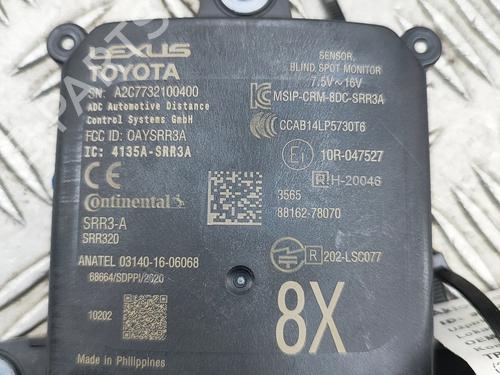 LEXUS
TOYOTA
SN: A2C7732100400
ADC Automotive Distance
Control Systems GmbH
FCC ID: OAYSRR3A
IC: 4135A-SRR3A
CE
Continental
SRR3-A
SRR320
ANATEL 03140-16-06068
68664/SDPPI/2020
10202
Made in Philippines
SENSOR,
BLIND SPOT MONITOR
7.5V~16V
MSIP-CRM-8DC-SRR3A
CCAB14LP5730T6
E1 10R-047527
R H-20046
3565
88162-78070
R 202-LSC077
8X